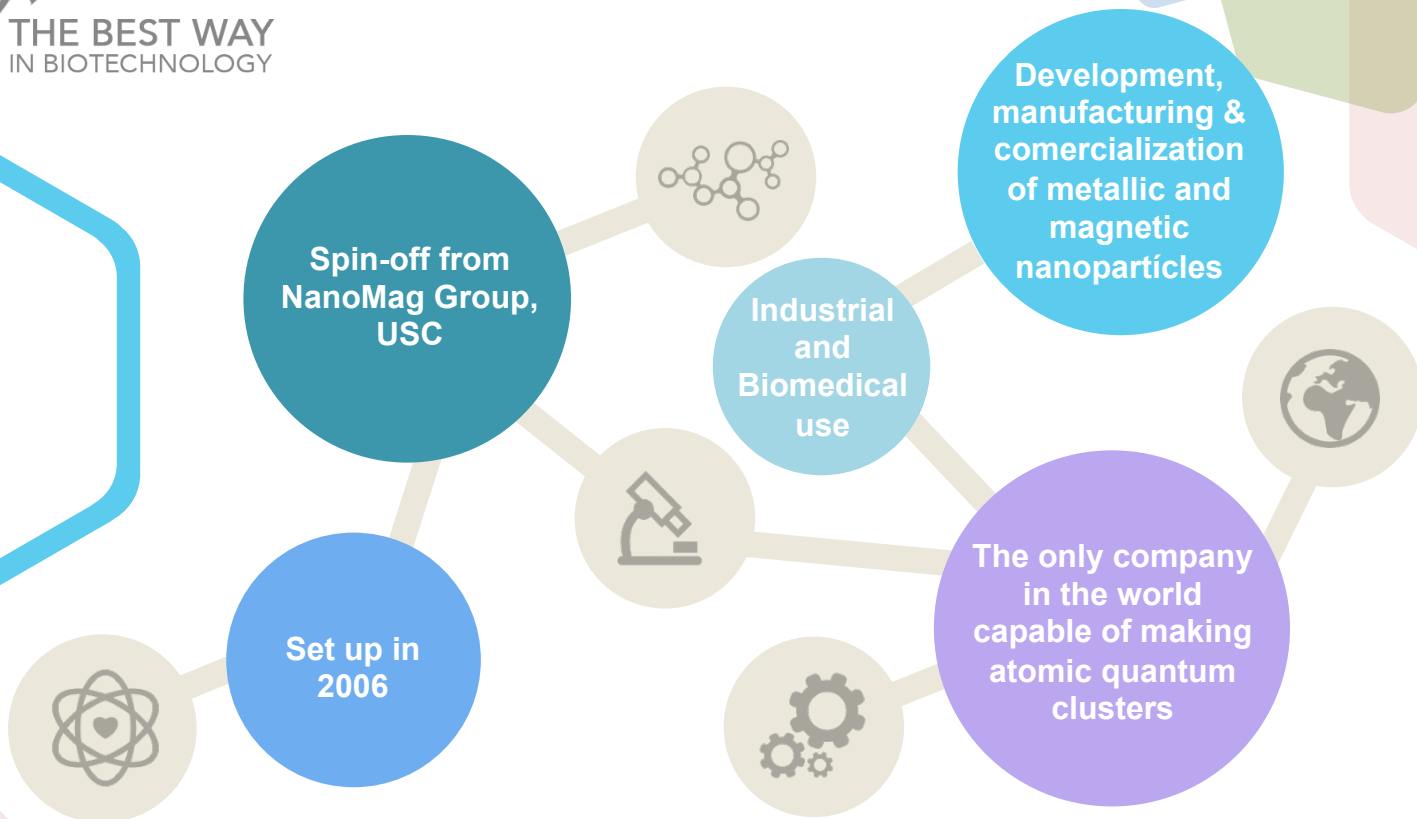 THE BEST WAY
IN BIOTECHNOLOGY
Spin-off from
NanoMag Group,
USC
Set up in
2006
Industrial
and
Biomedical
use
Development,
manufacturing &
comercialization
of metallic and
magnetic
nanopartícles
The only company
in the world
capable of making
atomic quantum
clusters